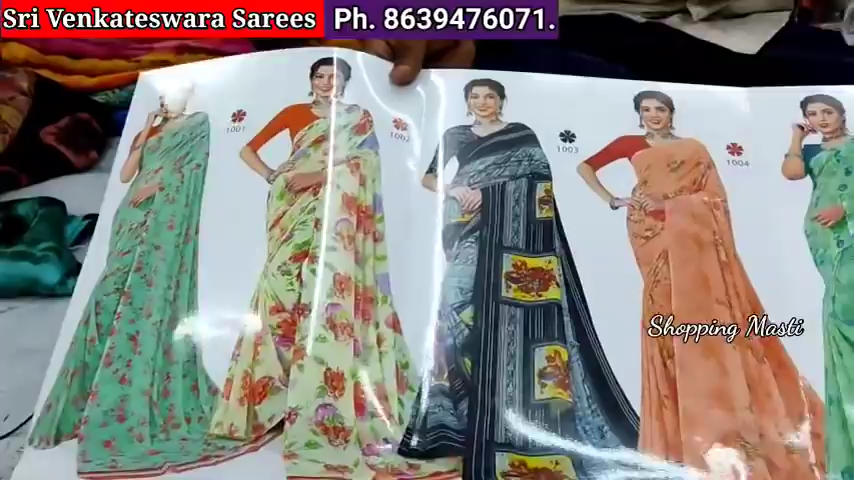 Sri Venkateswara Sarees
Ph. 8639476071.
1001
1002
1003
1004
Shopping Masti